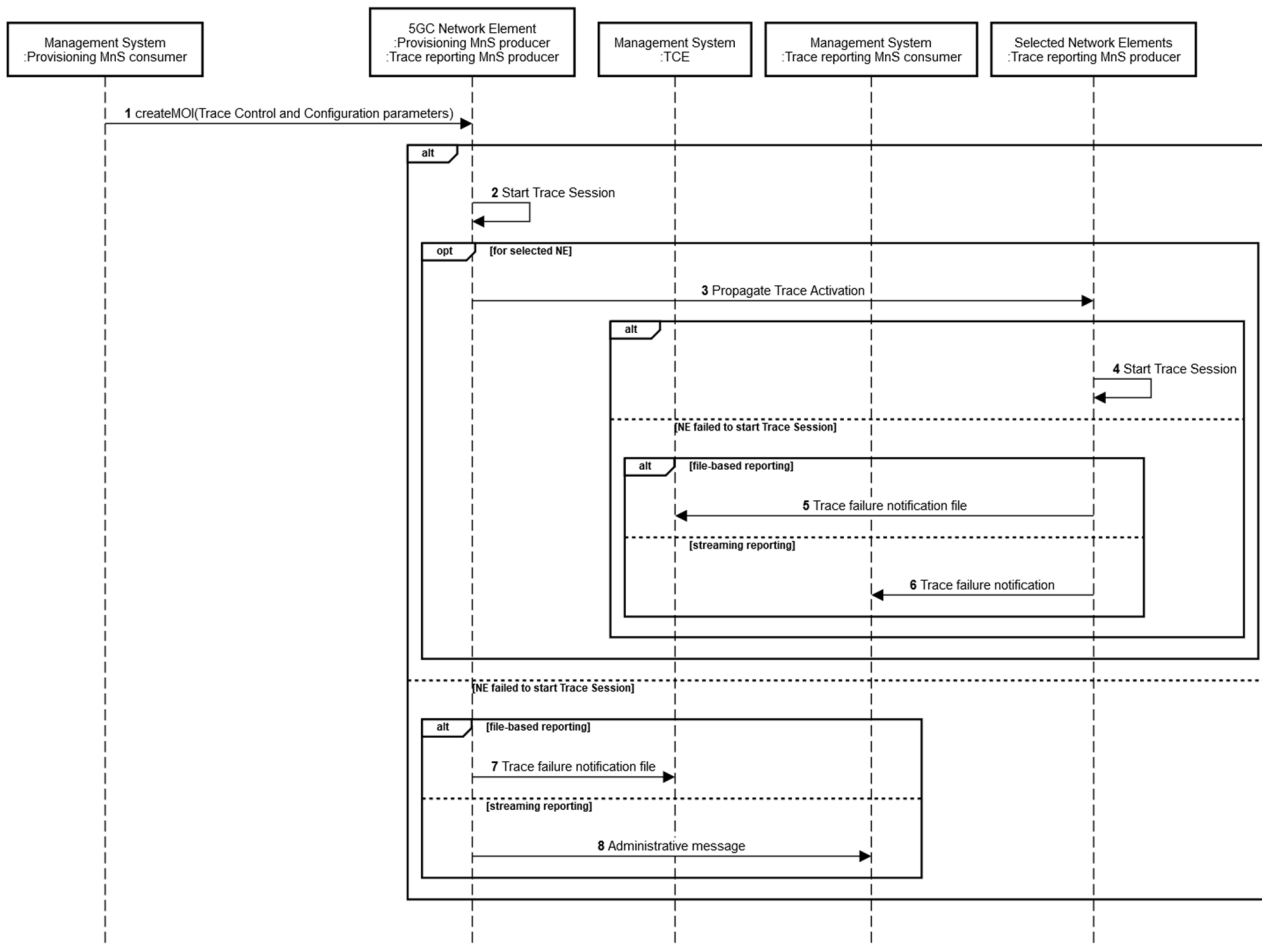 Management System
:Provisioning MnS consumer
5GC Network Element
:Provisioning MnS producer
:Trace reporting MnS producer
Management System
:TCE
Management System
:Trace reporting MnS consumer
Selected Network Elements
:Trace reporting MnS producer
1 createMOI(Trace Control and Configuration parameters)
alt
2 Start Trace Session
opt [for selected NE]
3 Propagate Trace Activation
alt
4 Start Trace Session
[NE failed to start Trace Session]
alt [file-based reporting]
5 Trace failure notification file
[streaming reporting]
6 Trace failure notification
[NE failed to start Trace Session]
alt [file-based reporting]
7 Trace failure notification file
[streaming reporting]
8 Administrative message